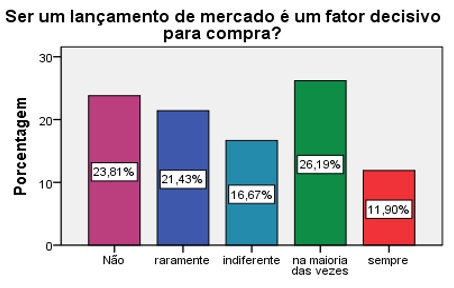 Ser um lançamento de mercado é um fator decisivo
para compra?
Porcentagem
30
20
10
0
23,81%
21,43%
16,67%
26,19%
11,90%
Não
raramente
indiferente
na maioria
das vezes
sempre